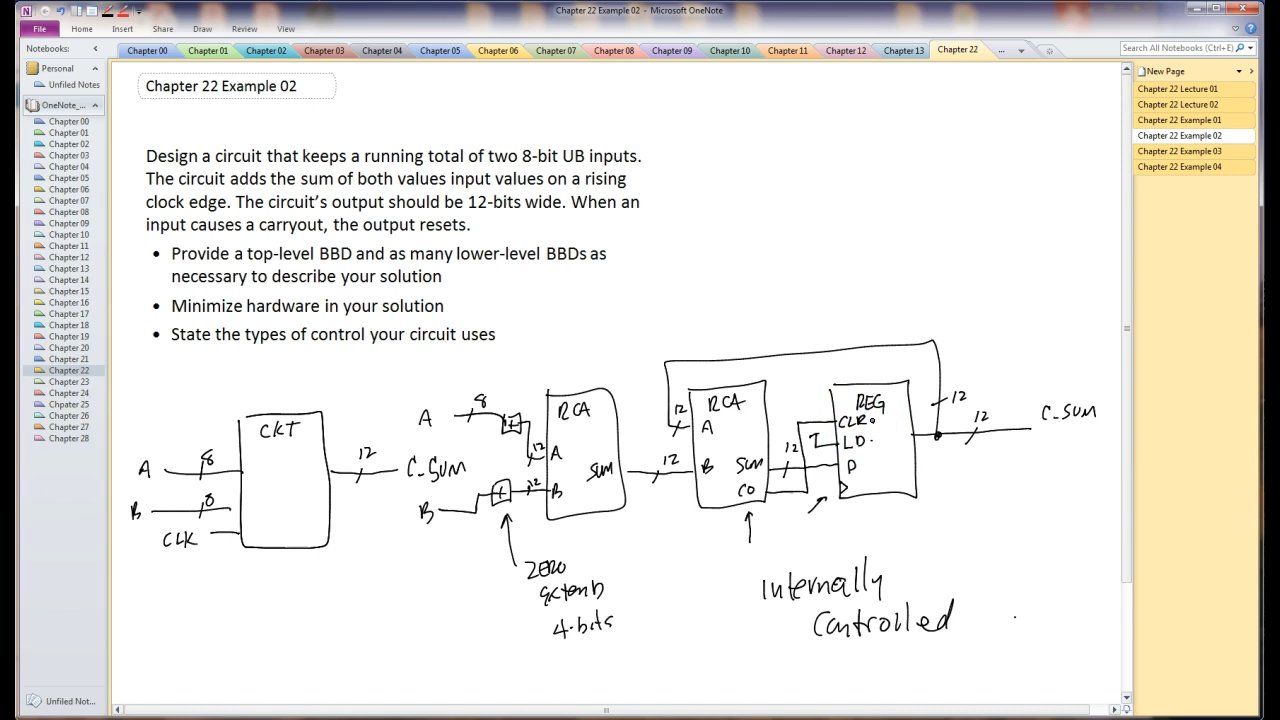 Chapter 22 Example 02 - Microsoft OneNote
File Home Insert Share Draw Review View
Notebooks:
Chapter 00 Chapter 01 Chapter 02 Chapter 03 Chapter 04 Chapter 05 Chapter 06 Chapter 07 Chapter 08 Chapter 09 Chapter 10 Chapter 11 Chapter 12 Chapter 13 Chapter 22 ...
Search All Notebooks (Ctrl+E)
Personal
Unfiled Notes
OneNote_...
Chapter 00
Chapter 01
Chapter 02
Chapter 03
Chapter 04
Chapter 05
Chapter 06
Chapter 07
Chapter 08
Chapter 09
Chapter 10
Chapter 11
Chapter 12
Chapter 13
Chapter 14
Chapter 15
Chapter 16
Chapter 17
Chapter 18
Chapter 19
Chapter 20
Chapter 21
Chapter 22
Chapter 23
Chapter 24
Chapter 25
Chapter 26
Chapter 27
Chapter 28
Unfiled Not...
Chapter 22 Example 02
Design a circuit that keeps a running total of two 8-bit UB inputs.
The circuit adds the sum of both values input values on a rising
clock edge. The circuit's output should be 12-bits wide. When an
input causes a carryout, the output resets.
• Provide a top-level BBD and as many lower-level BBDs as
necessary to describe your solution
• Minimize hardware in your solution
• State the types of control your circuit uses
CKT
A 8
B 8
CLK
12 C_SUM
A 8
B
12
12
RCA
A
B
SUM
12
ZERO
extend
4-bits
12
RCA
A
B
SUM
CO
12
REG
CLR
LD
D
1
12
12
C_SUM
Internally
Controlled
New Page
Chapter 22 Lecture 01
Chapter 22 Lecture 02
Chapter 22 Example 01
Chapter 22 Example 02
Chapter 22 Example 03
Chapter 22 Example 04